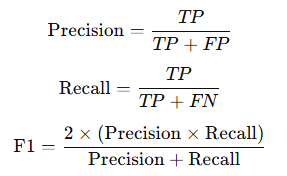 Precision = TP / TP + FP
Recall = TP / TP + FN
F1 = 2 × (Precision × Recall) / Precision + Recall